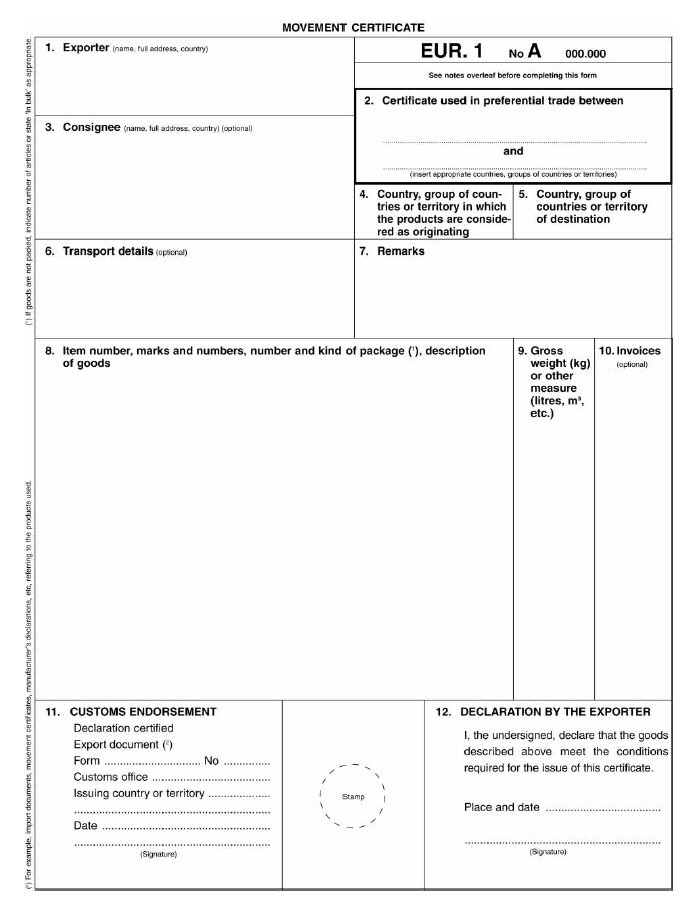 MOVEMENT CERTIFICATE
1. Exporter (name, full address, country)
EUR. 1 No A 000.000
See notes overleaf before completing this form
2. Certificate used in preferential trade between
................................................
and
................................................
(insert appropriate countries, groups of countries or territories)
3. Consignee (name, full address, country) (optional)
4. Country, group of coun-
tries or territory in which
the products are conside-
red as originating
5. Country, group of
countries or territory
of destination
6. Transport details (optional)
7. Remarks
8. Item number, marks and numbers, number and kind of package (¹), description
of goods
9. Gross
weight (kg)
or other
measure
(litres, m³,
etc.)
10. Invoices
(optional)
11. CUSTOMS ENDORSEMENT
Declaration certified
Export document (²)
Form .............................. No .............
Customs office ...................................
Issuing country or territory ...................
..........................................................
Date .................................................
..........................................................
(Signature)
Stamp
12. DECLARATION BY THE EXPORTER
I, the undersigned, declare that the goods
described above meet the conditions
required for the issue of this certificate.
Place and date ..................................
..........................................................
(Signature)
(¹) If goods are not packed, indicate number of articles or state 'in bulk' as appropriate.
(²) For example, import documents, movement certificates, manufacturer's declarations, etc, referring to the products used.